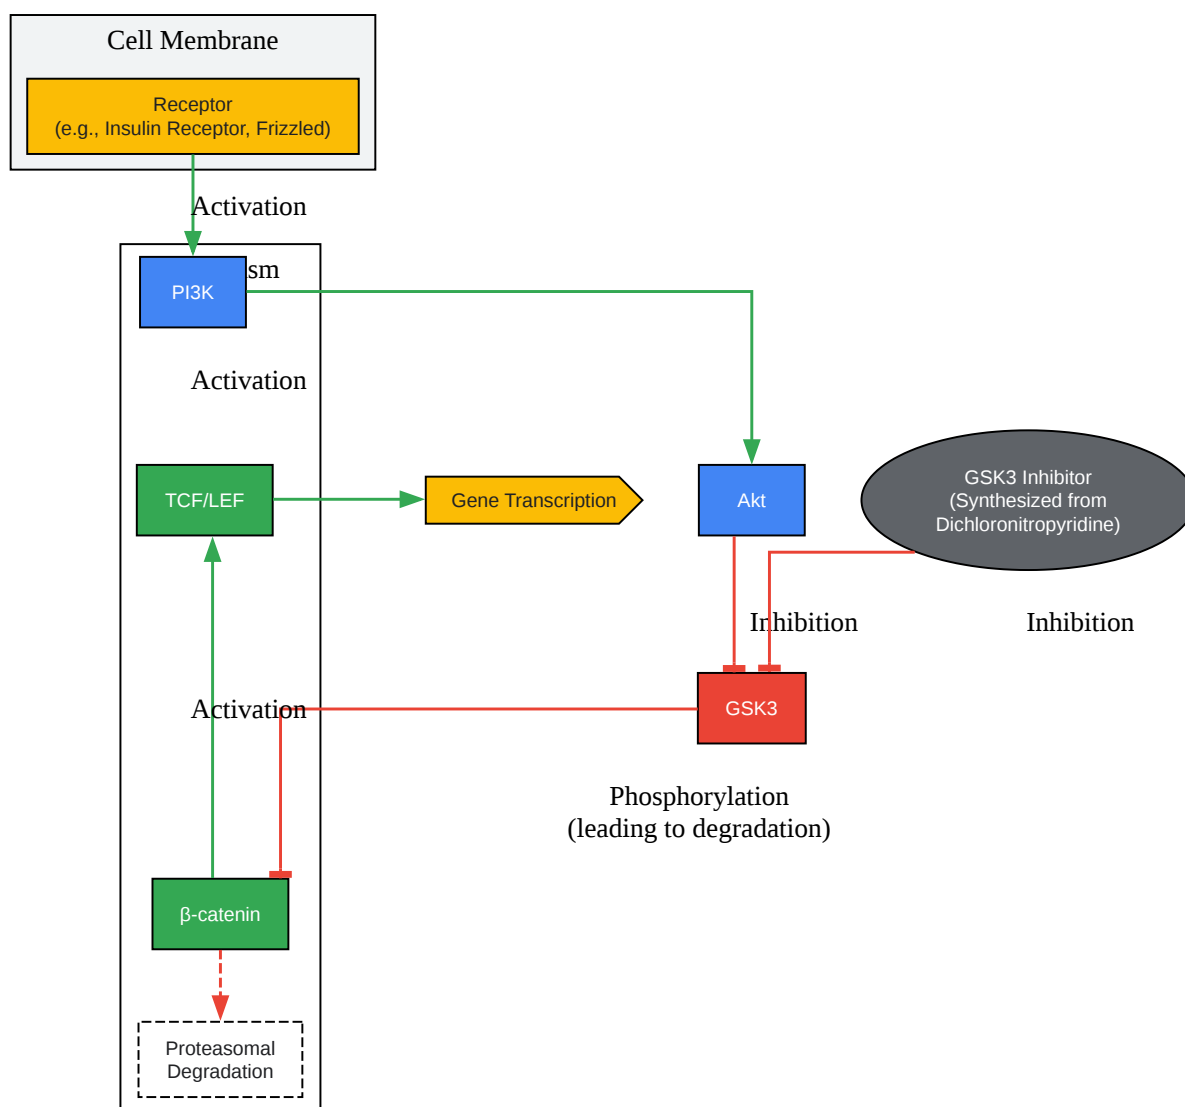 Cell Membrane
Receptor
(e.g., Insulin Receptor, Frizzled)
Activation
sm
PI3K
Activation
TCF/LEF
Gene Transcription
Akt
GSK3 Inhibitor
(Synthesized from
Dichloronitropyridine)
Inhibition
Inhibition
Activation
GSK3
Phosphorylation
(leading to degradation)
β-catenin
Proteasomal
Degradation